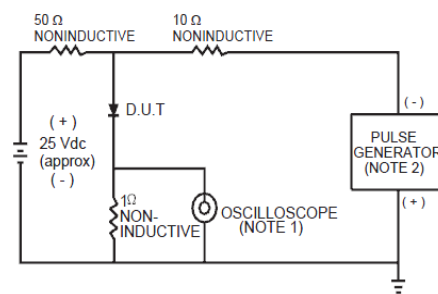 50 Ω
NONINDUCTIVE
10 Ω
NONINDUCTIVE
D.U.T
( + )
25 Vdc
(approx)
( - )
( - )
PULSE
GENERATOR
(NOTE 2)
( + )
1Ω
NON-
INDUCTIVE
OSCILLOSCOPE
(NOTE 1)